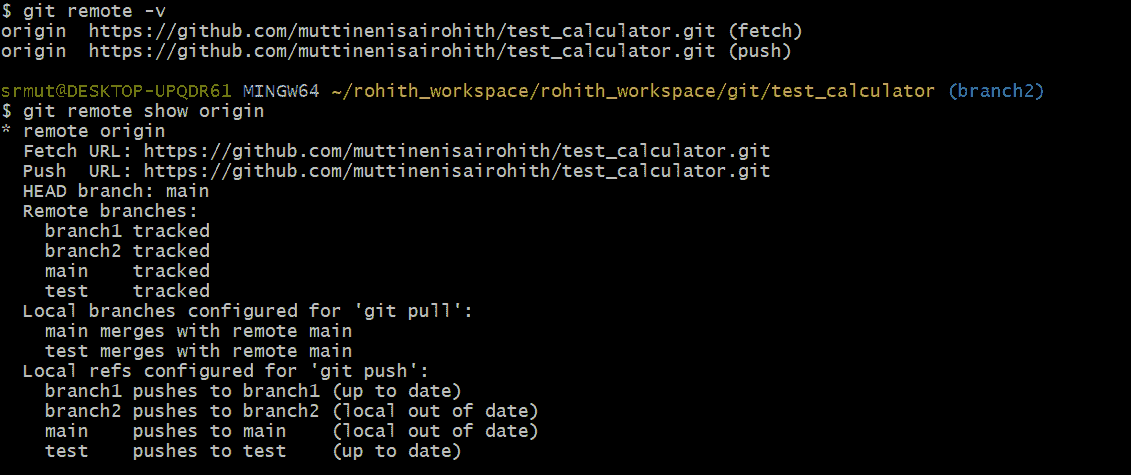 $ git remote -v
origin  https://github.com/muttinenisairohith/test_calculator.git (fetch)
origin  https://github.com/muttinenisairohith/test_calculator.git (push)

srmut@DESKTOP-UPQDR61 MINGW64 ~/rohith_workspace/rohith_workspace/git/test_calculator (branch2)
$ git remote show origin
* remote origin
  Fetch URL: https://github.com/muttinenisairohith/test_calculator.git
  Push  URL: https://github.com/muttinenisairohith/test_calculator.git
  HEAD branch: main
  Remote branches:
    branch1 tracked
    branch2 tracked
    main    tracked
    test    tracked
  Local branches configured for 'git pull':
    main merges with remote main
    test merges with remote main
  Local refs configured for 'git push':
    branch1 pushes to branch1 (up to date)
    branch2 pushes to branch2 (local out of date)
    main    pushes to main    (local out of date)
    test    pushes to test    (up to date)